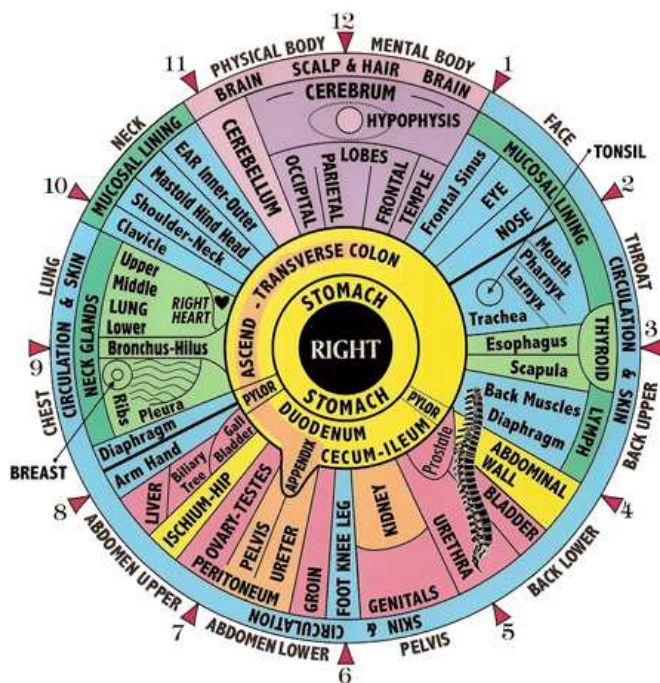 12
PHYSICAL BODY
MENTAL BODY
11
1
BRAIN
SCALP & HAIR
BRAIN
CEREBRUM
HYPOPHYSIS
LOBES
OCCIPITAL
PARIETAL
FRONTAL
TEMPLE
CEREBELLUM
NECK
MUCOSAL LINING
EAR Inner-Outer
Mastoid Hind Head
Shoulder-Neck
Clavicle
10
FACE
TONSIL
MUCOSAL LINING
Frontal Sinus
EYE
NOSE
2
Mouth
Pharnyx
Larnyx
Trachea
THROAT
CIRCULATION & SKIN
THYROID
3
Esophagus
Scapula
LYMPH
BACK UPPER
Back Muscles
Diaphragm
ABDOMINAL
WALL
4
BLADDER
BACK LOWER
Prostate
URETHRA
5
PELVIS
KIDNEY
GENITALS
SKIN &
CIRCULATION
6
FOOT KNEE LEG
GROIN
ABDOMEN LOWER
APPENDIX
URETER
PELVIS
PERITONEUM
OVARY-TESTES
7
ISCHIUM-HIP
ABDOMEN UPPER
Gall
Bladder
Biliary
Tree
LIVER
8
Arm Hand
Diaphragm
BREAST
CHEST
Pleura
Ribs
9
Bronchus-Hilus
NECK GLANDS
CIRCULATION & SKIN
LUNG
Upper
Middle
LUNG
Lower
RIGHT
HEART
ASCEND - TRANSVERSE COLON
STOMACH
RIGHT
STOMACH
PYLOR
PYLOR
DUODENUM
CECUM-ILEUM